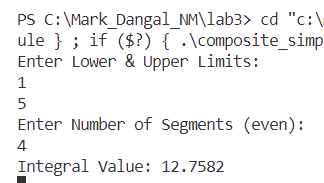 PS C:\Mark_Dangal_NM\lab3> cd "c:\
ule } ; if ($?) { .\composite_simp
Enter Lower & Upper Limits:
1
5
Enter Number of Segments (even):
4
Integral Value: 12.7582